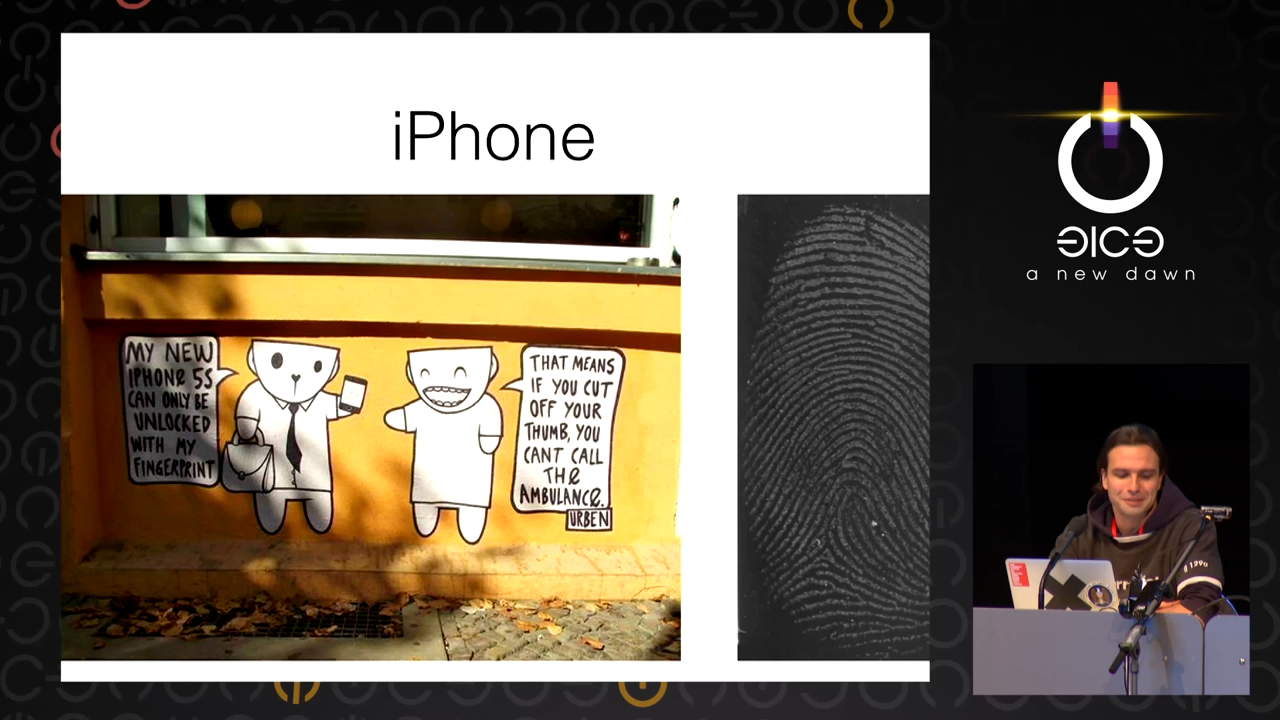 iPhone
MY NEW
IPHONE 5S
CAN ONLY BE
UNLOCKED
WITH MY
FINGERPRINT
THAT MEANS
IF YOU CUT
OFF YOUR
THUMB, YOU
CANT CALL
THE
AMBULANCE.
URBEN
a new dawn